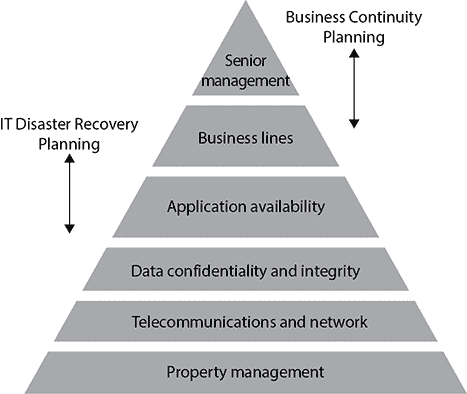 Business Continuity
Planning
Senior
management
IT Disaster Recovery
Planning
Business lines
Application availability
Data confidentiality and integrity
Telecommunications and network
Property management